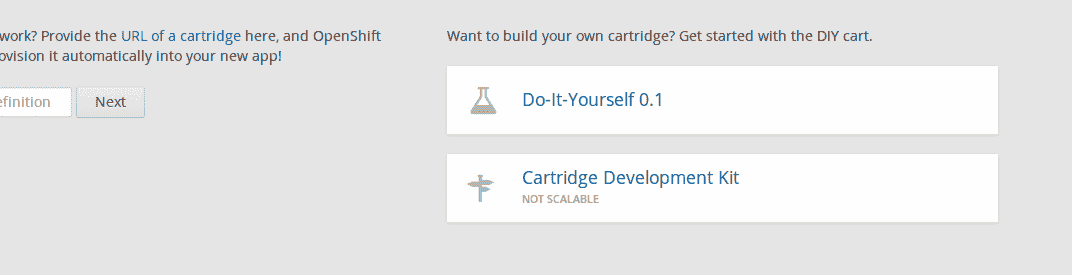 work? Provide the URL of a cartridge here, and OpenShift
ovision it automatically into your new app!
efinition
Next
Want to build your own cartridge? Get started with the DIY cart.
Do-It-Yourself 0.1
Cartridge Development Kit
NOT SCALABLE